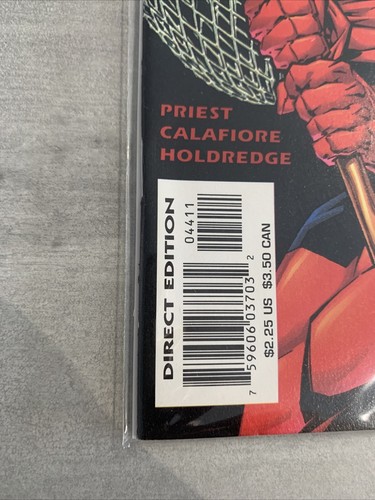 PRIEST
CALAFIORE
HOLDREDGE
DIRECT EDITION
04411
7 59606 03703 2
$2.25 US $3.50 CAN